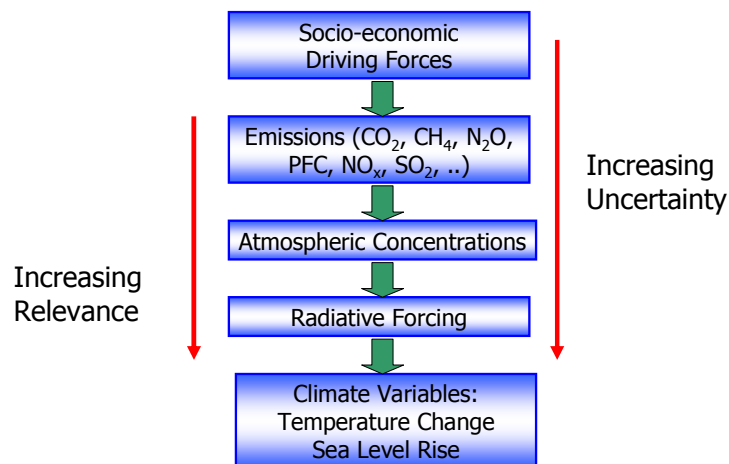 Socio-economic
Driving Forces
Emissions (CO₂, CH₄, N₂O,
PFC, NOₓ, SO₂, ..)
Increasing
Uncertainty
Atmospheric Concentrations
Increasing
Relevance
Radiative Forcing
Climate Variables:
Temperature Change
Sea Level Rise